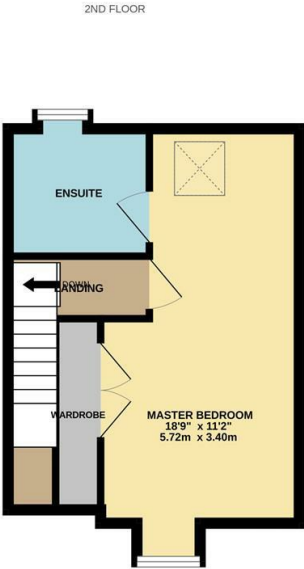 2ND FLOOR
ENSUITE
DOWN
LANDING
WARDROBE
MASTER BEDROOM
18'9" x 11'2"
5.72m x 3.40m